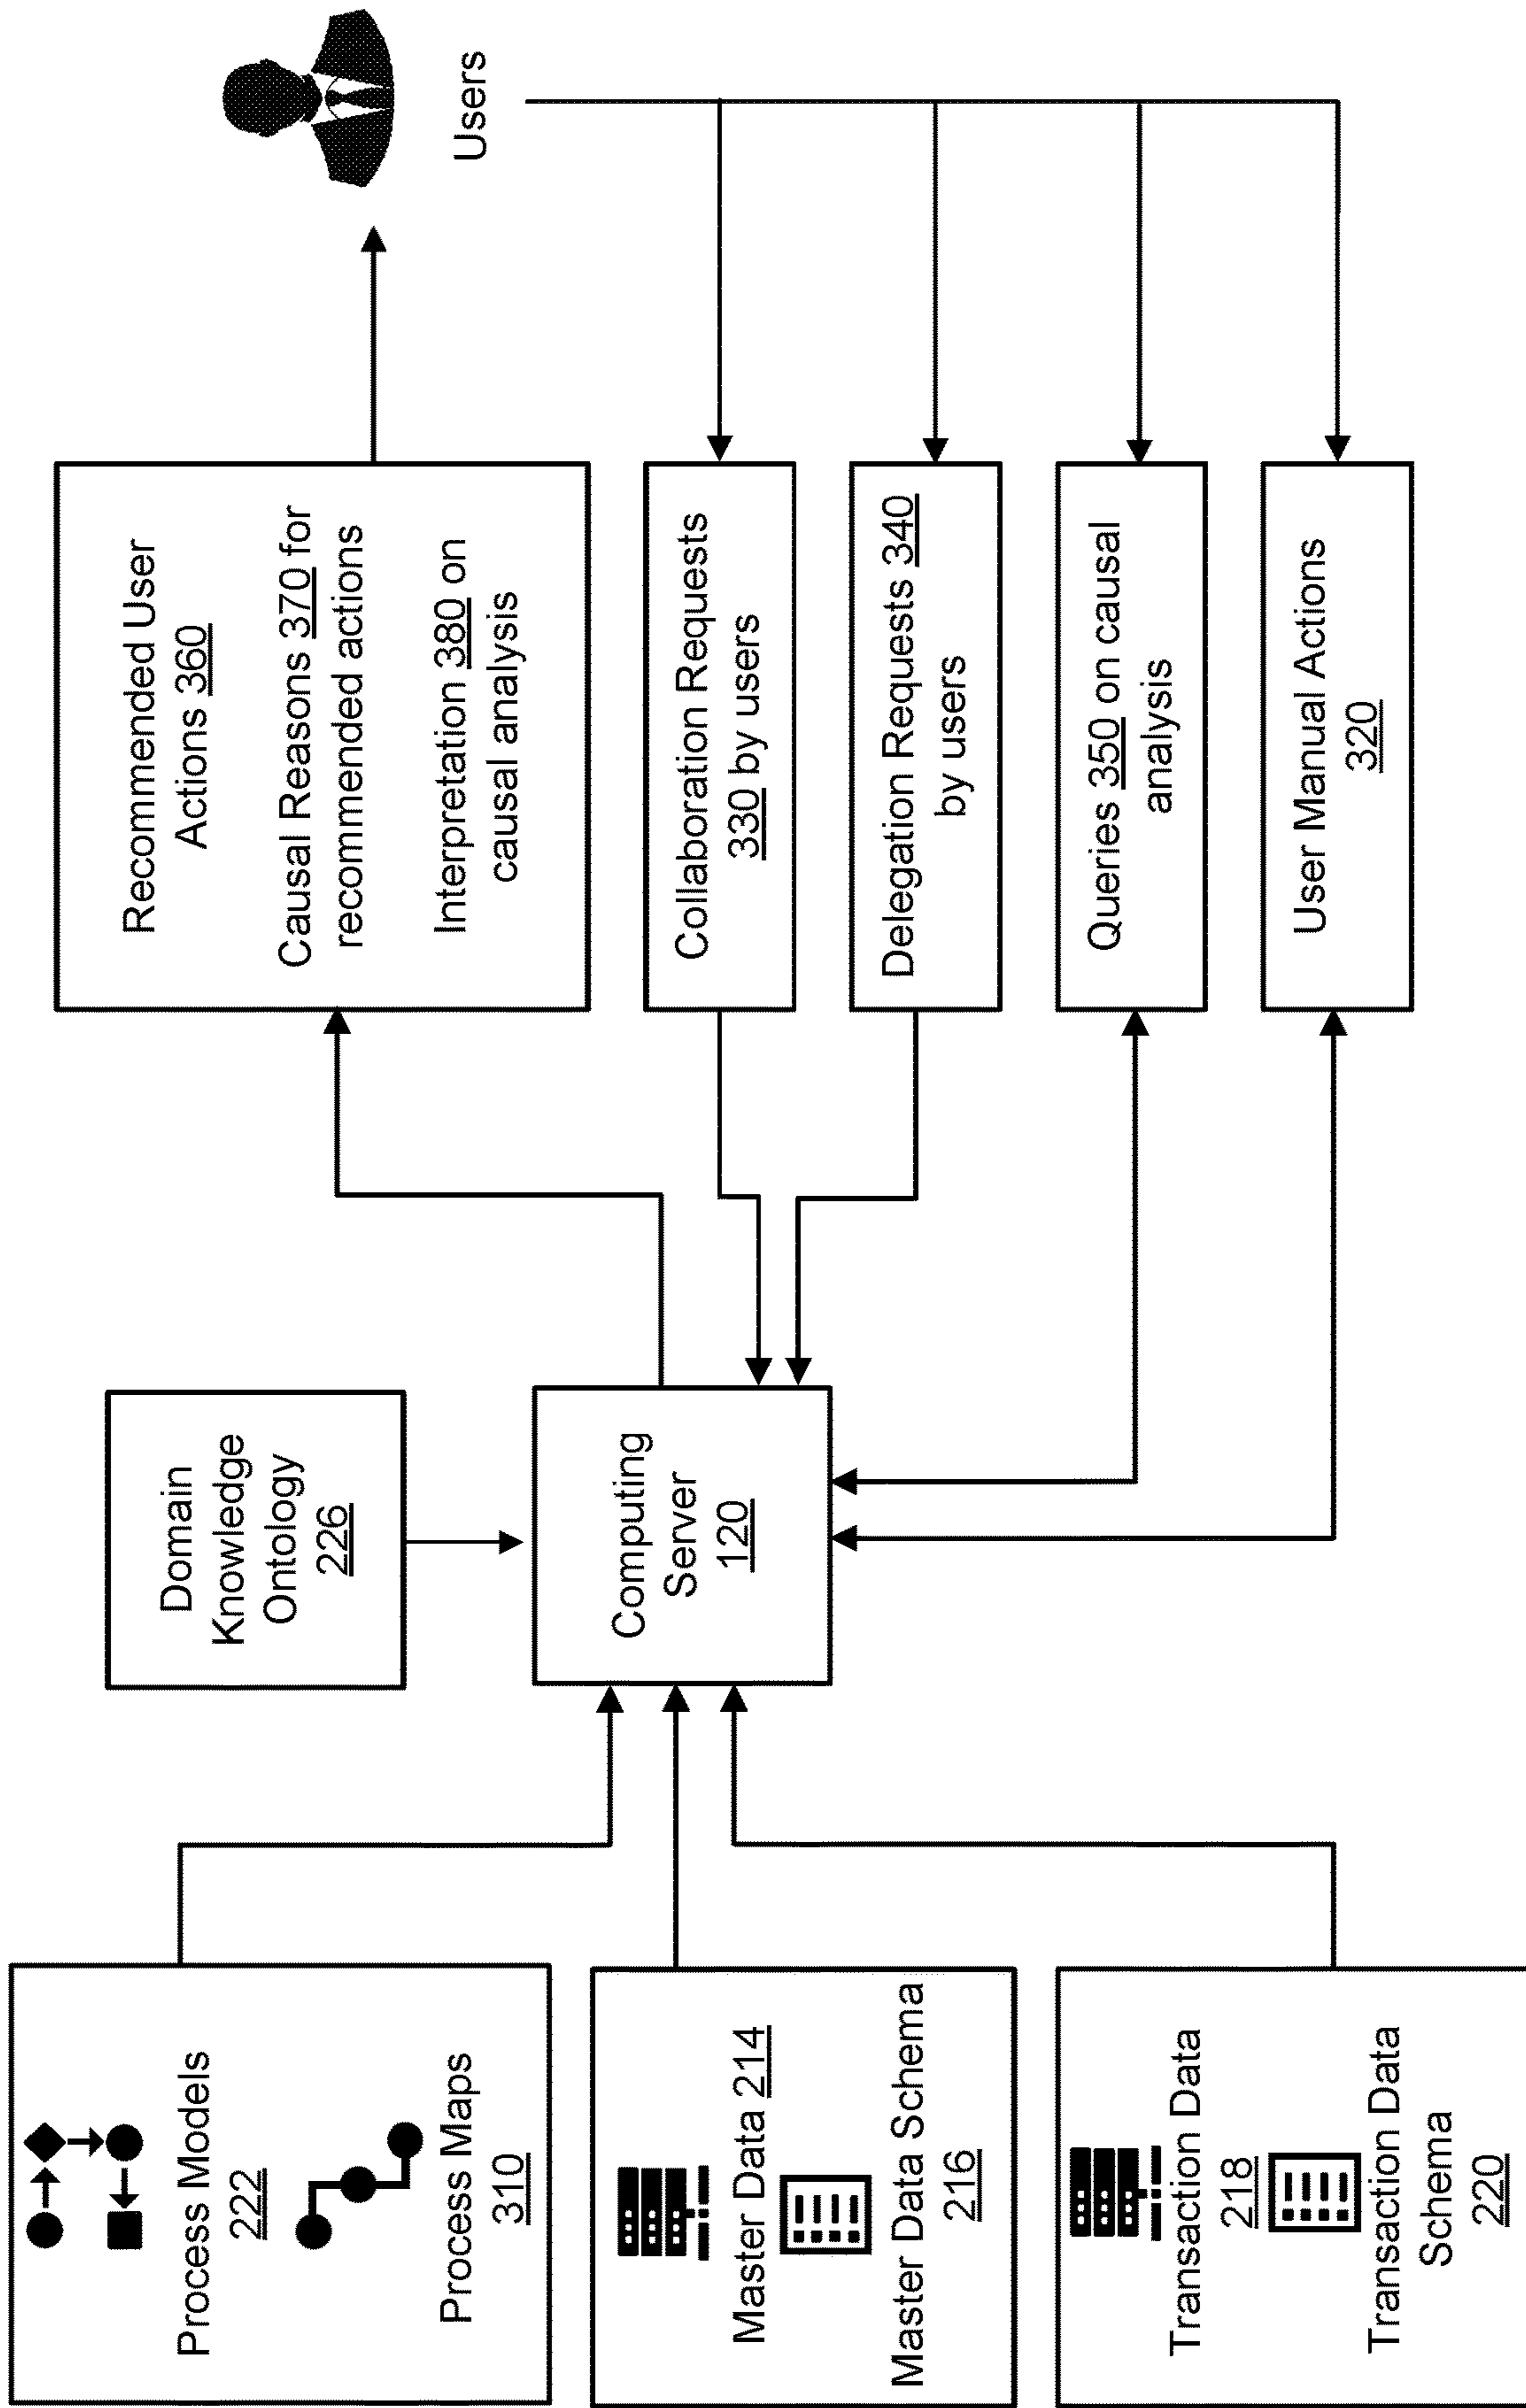 Process Models
222
Process Maps
310
Master Data 214
Master Data Schema
216
Transaction Data
218
Transaction Data
Schema
220
Domain
Knowledge
Ontology
226
Computing
Server
120
Recommended User
Actions 360
Causal Reasons 370 for
recommended actions
Interpretation 380 on
causal analysis
Collaboration Requests
330 by users
Delegation Requests 340
by users
Queries 350 on causal
analysis
User Manual Actions
320
Users